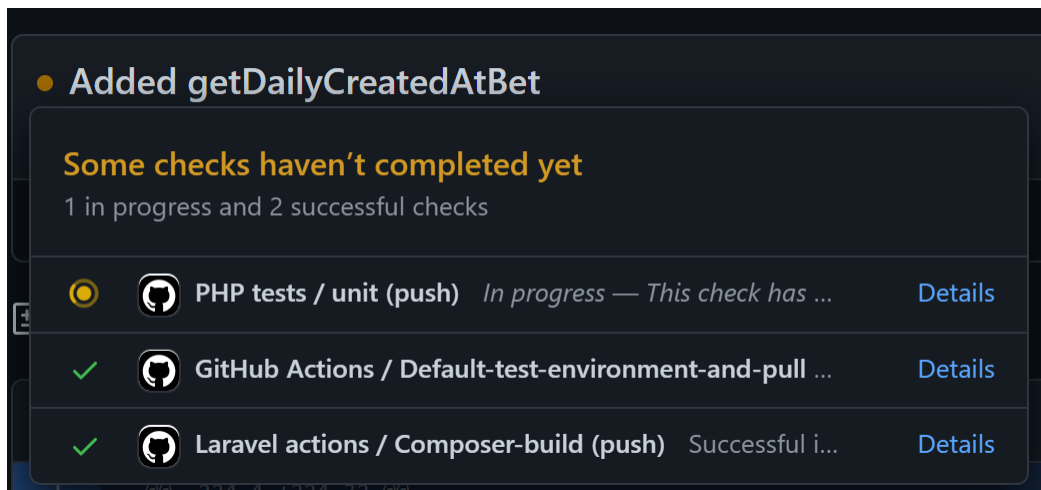 Added getDailyCreatedAtBet
Some checks haven’t completed yet
1 in progress and 2 successful checks
PHP tests / unit (push) In progress — This check has ... Details
GitHub Actions / Default-test-environment-and-pull ... Details
Laravel actions / Composer-build (push) Successful i... Details